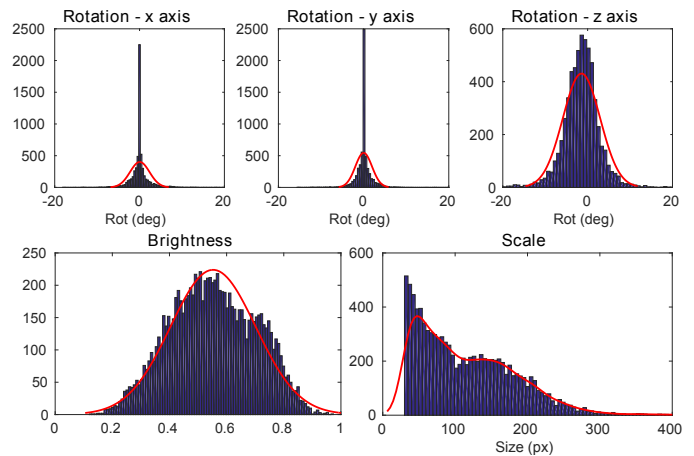 Rotation - x axis
2500
2000
1500
1000
500
0
-20 0 20
Rot (deg)
Rotation - y axis
2500
2000
1500
1000
500
0
-20 0 20
Rot (deg)
Rotation - z axis
600
400
200
0
-20 0 20
Rot (deg)
Brightness
250
200
150
100
50
0
0 0.2 0.4 0.6 0.8 1
Scale
600
400
200
0
0 100 200 300 400
Size (px)